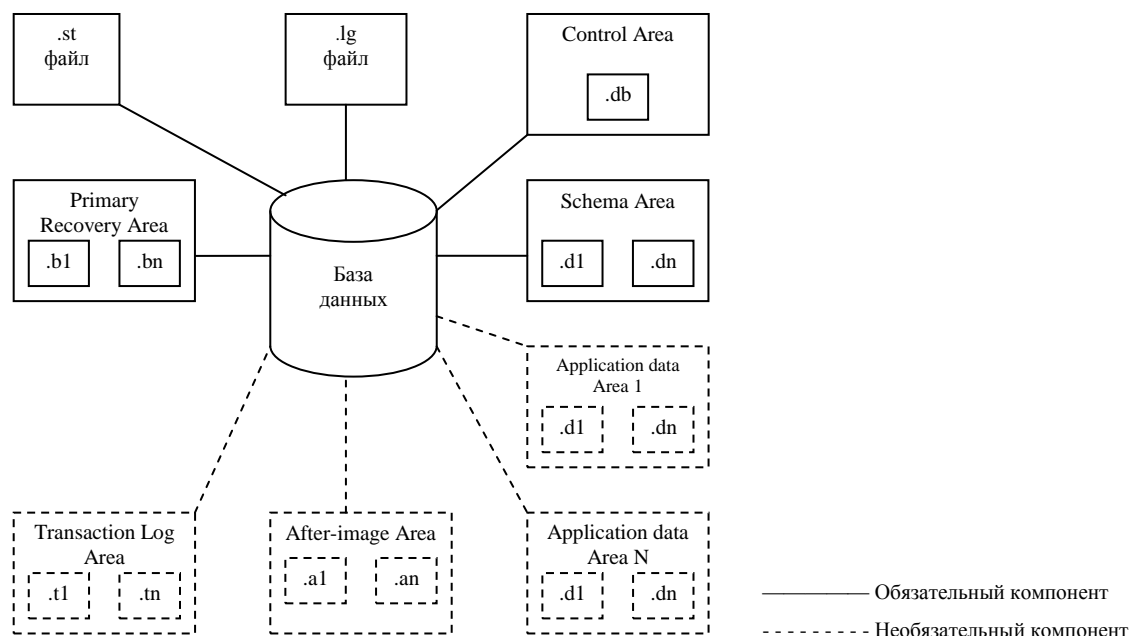 .st
файл
.lg
файл
Control Area
.db
Primary
Recovery Area
.b1
.bn
База
данных
Schema Area
.d1
.dn
Application data
Area 1
.d1
.dn
Transaction Log
Area
.t1
.tn
After-image Area
.a1
.an
Application data
Area N
.d1
.dn
Обязательный компонент
Необязательный компонент